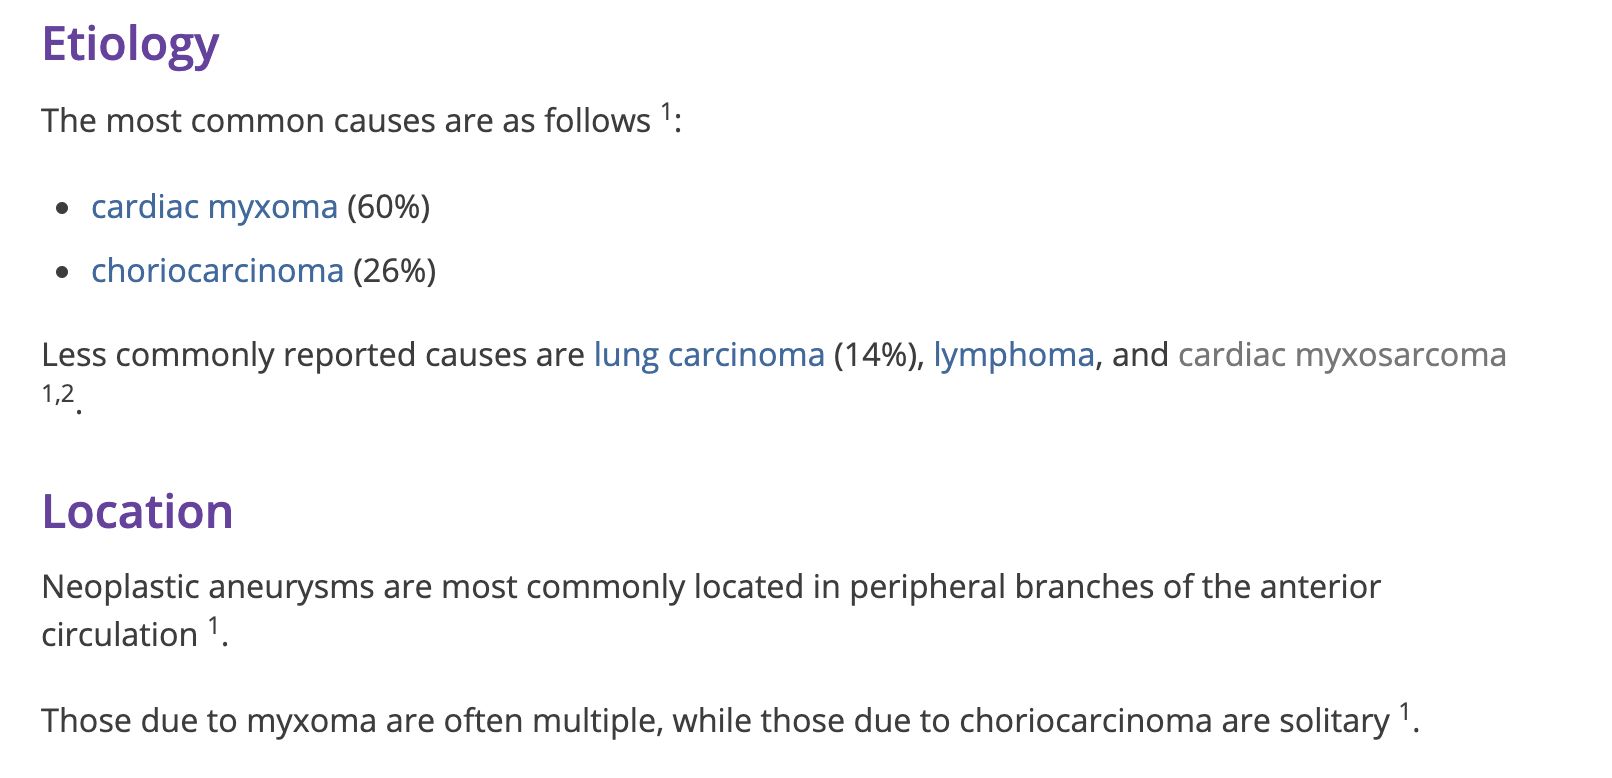 Etiology
The most common causes are as follows 1:
• cardiac myxoma (60%)
• choriocarcinoma (26%)
Less commonly reported causes are lung carcinoma (14%), lymphoma, and cardiac myxosarcoma
1,2.
Location
Neoplastic aneurysms are most commonly located in peripheral branches of the anterior
circulation 1.
Those due to myxoma are often multiple, while those due to choriocarcinoma are solitary 1.